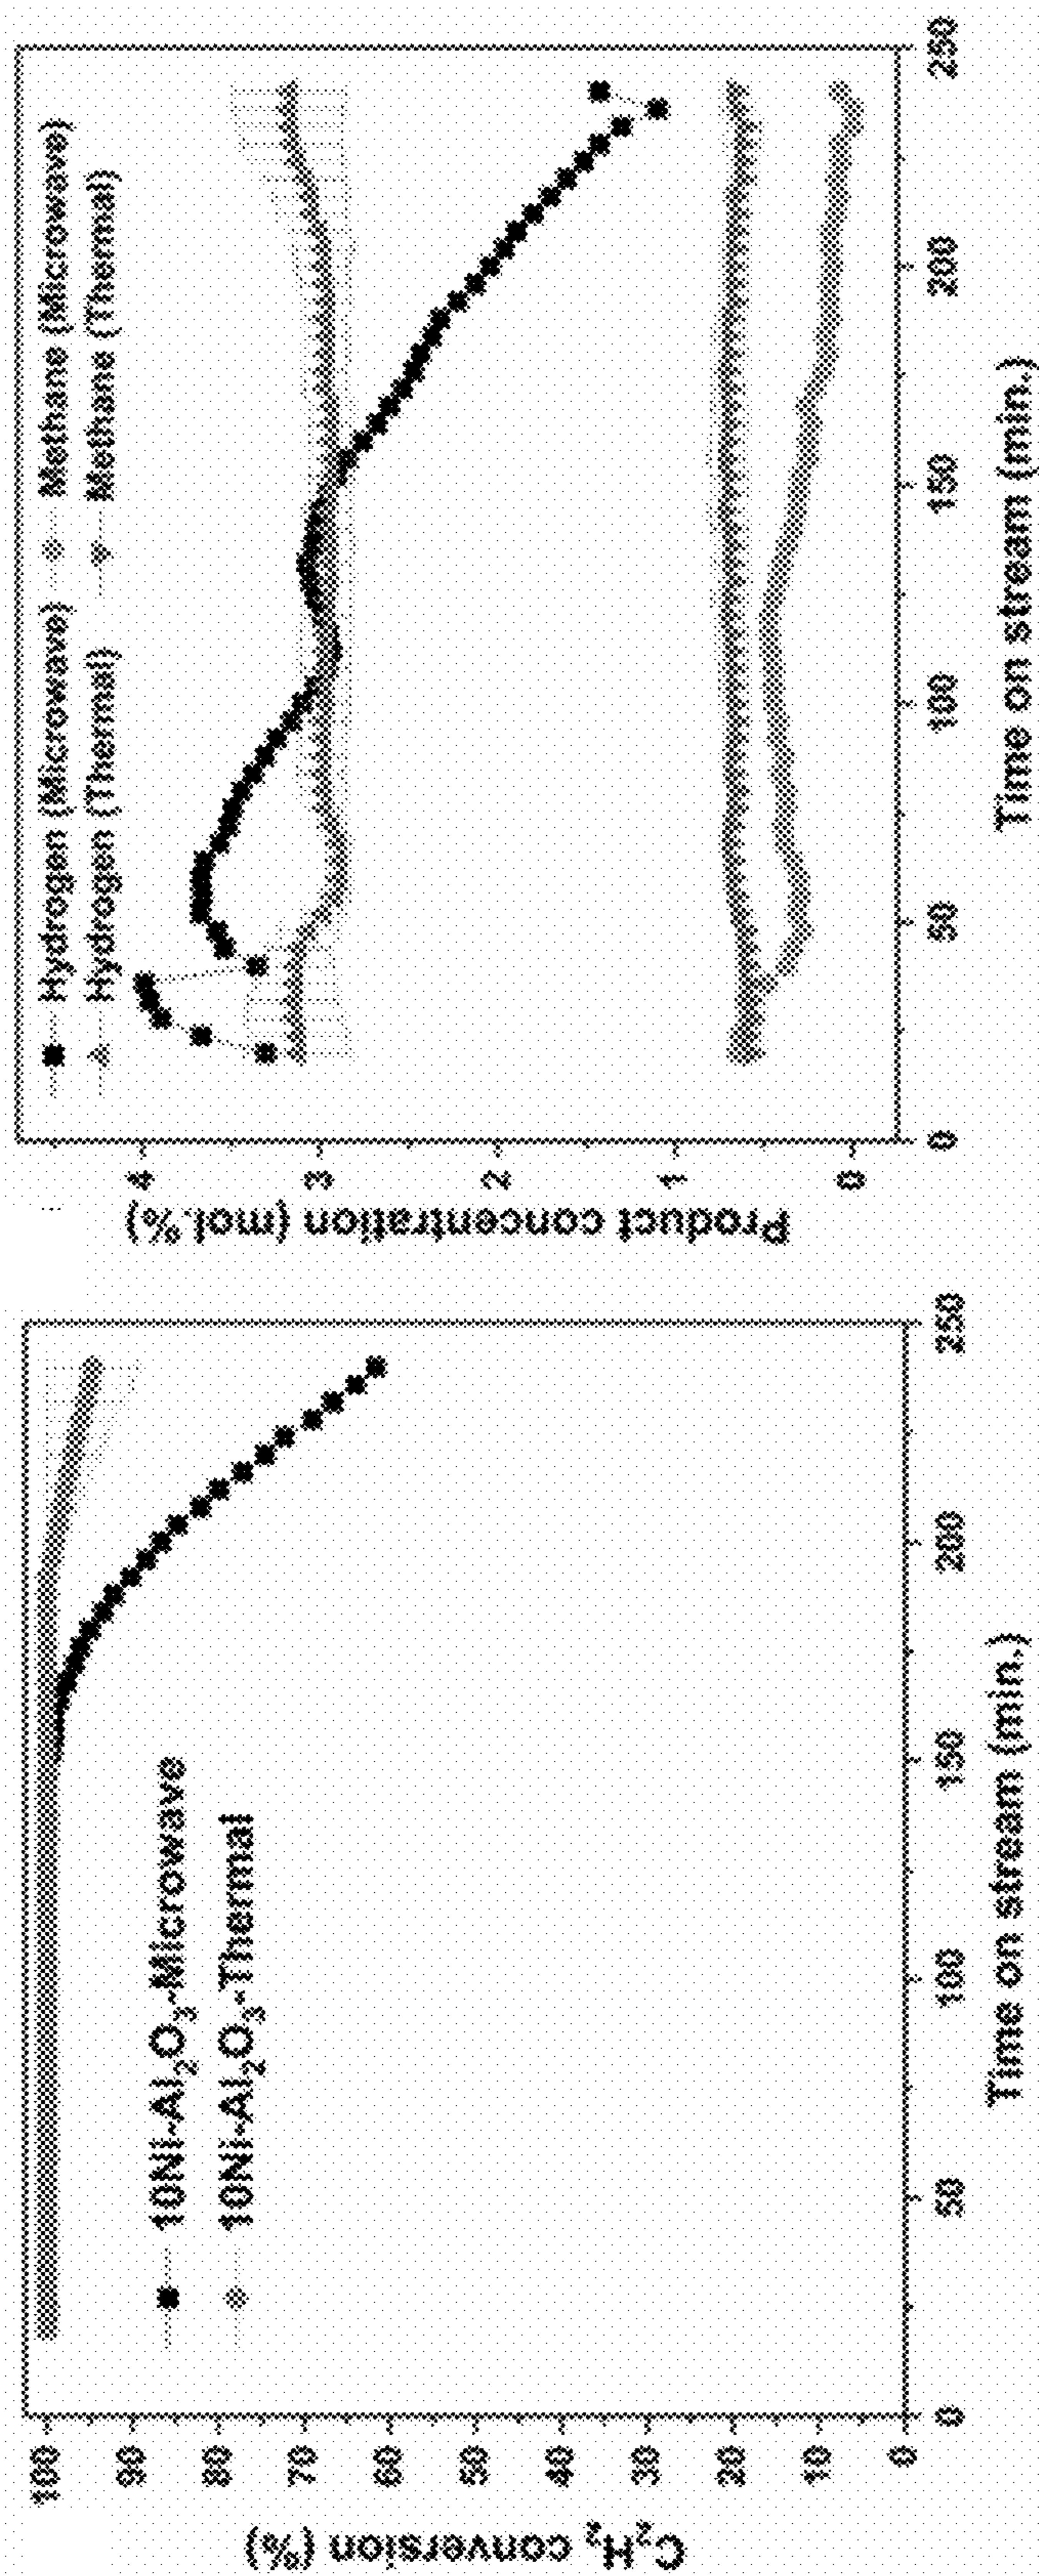 C2H2 conversion (%)
100
90
80
70
60
50
40
30
20
10
0
10Ni-Al2O3-Microwave
10Ni-Al2O3-Thermal
0
50
100
150
200
250
Time on stream (min.)
Product concentration (mol.%)
4
3
2
1
0
Hydrogen (Microwave)
Methane (Microwave)
Hydrogen (Thermal)
Methane (Thermal)
0
50
100
150
200
250
Time on stream (min.)